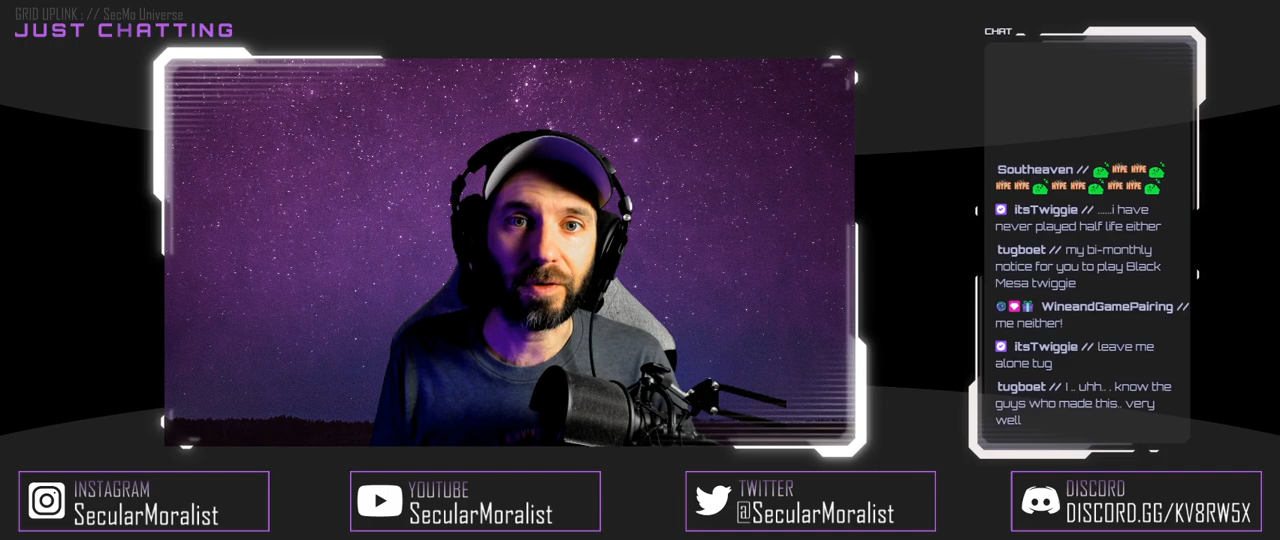 GRID UPLINK : // SecMo Universe
JUST CHATTING
CHAT
Southeaven //
HYPE HYPE
HYPE HYPE HYPE HYPE HYPE HYPE
itsTwiggie // .....i have
never played half life either
tugboet // my bi-monthly
notice for you to play Black
Mesa twiggie
WineandGamePairing //
me neither!
itsTwiggie // leave me
alone tug
tugboet // I .. uhh.. . know the
guys who made this.. very
well
INSTAGRAM
SecularMoralist
YOUTUBE
SecularMoralist
TWITTER
@SecularMoralist
DISCORD
DISCORD.GG/KV8RW5X